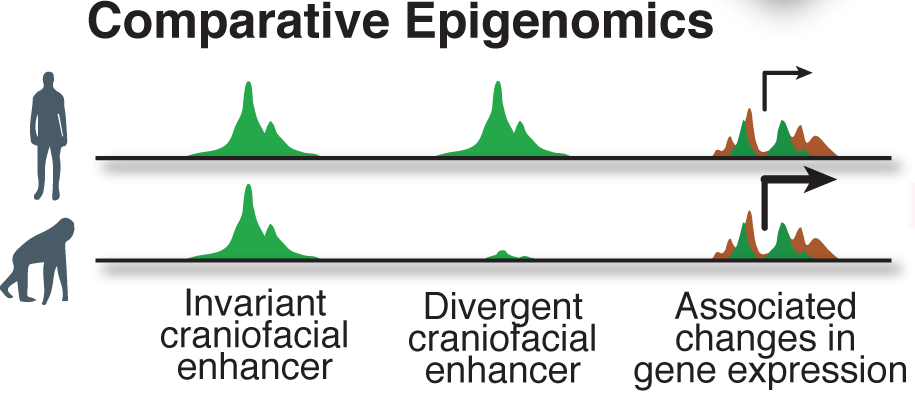 Comparative Epigenomics
Invariant
craniofacial
enhancer
Divergent
craniofacial
enhancer
Associated
changes in
gene expression